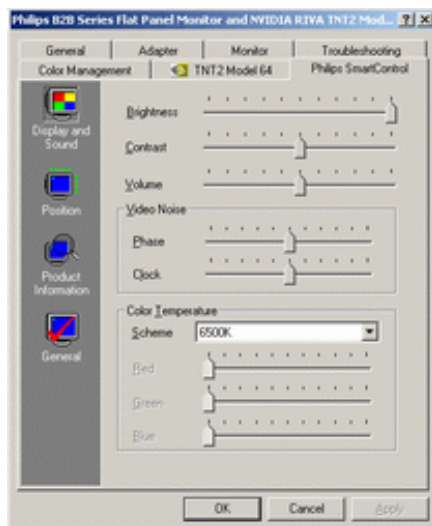 Philips B2B Series Flat Panel Monitor and NVIDIA RIVA TNT2 Mod...
General Adapter Monitor Troubleshooting
Color Management TNT2 Model 64 Philips SmartControl
Display and
Sound
Position
Product
Information
General
Brightness
Contrast
Volume
Video Noise
Phase
Clock
Color Temperature
Scheme 6500K
Red
Green
Blue
OK Cancel Apply